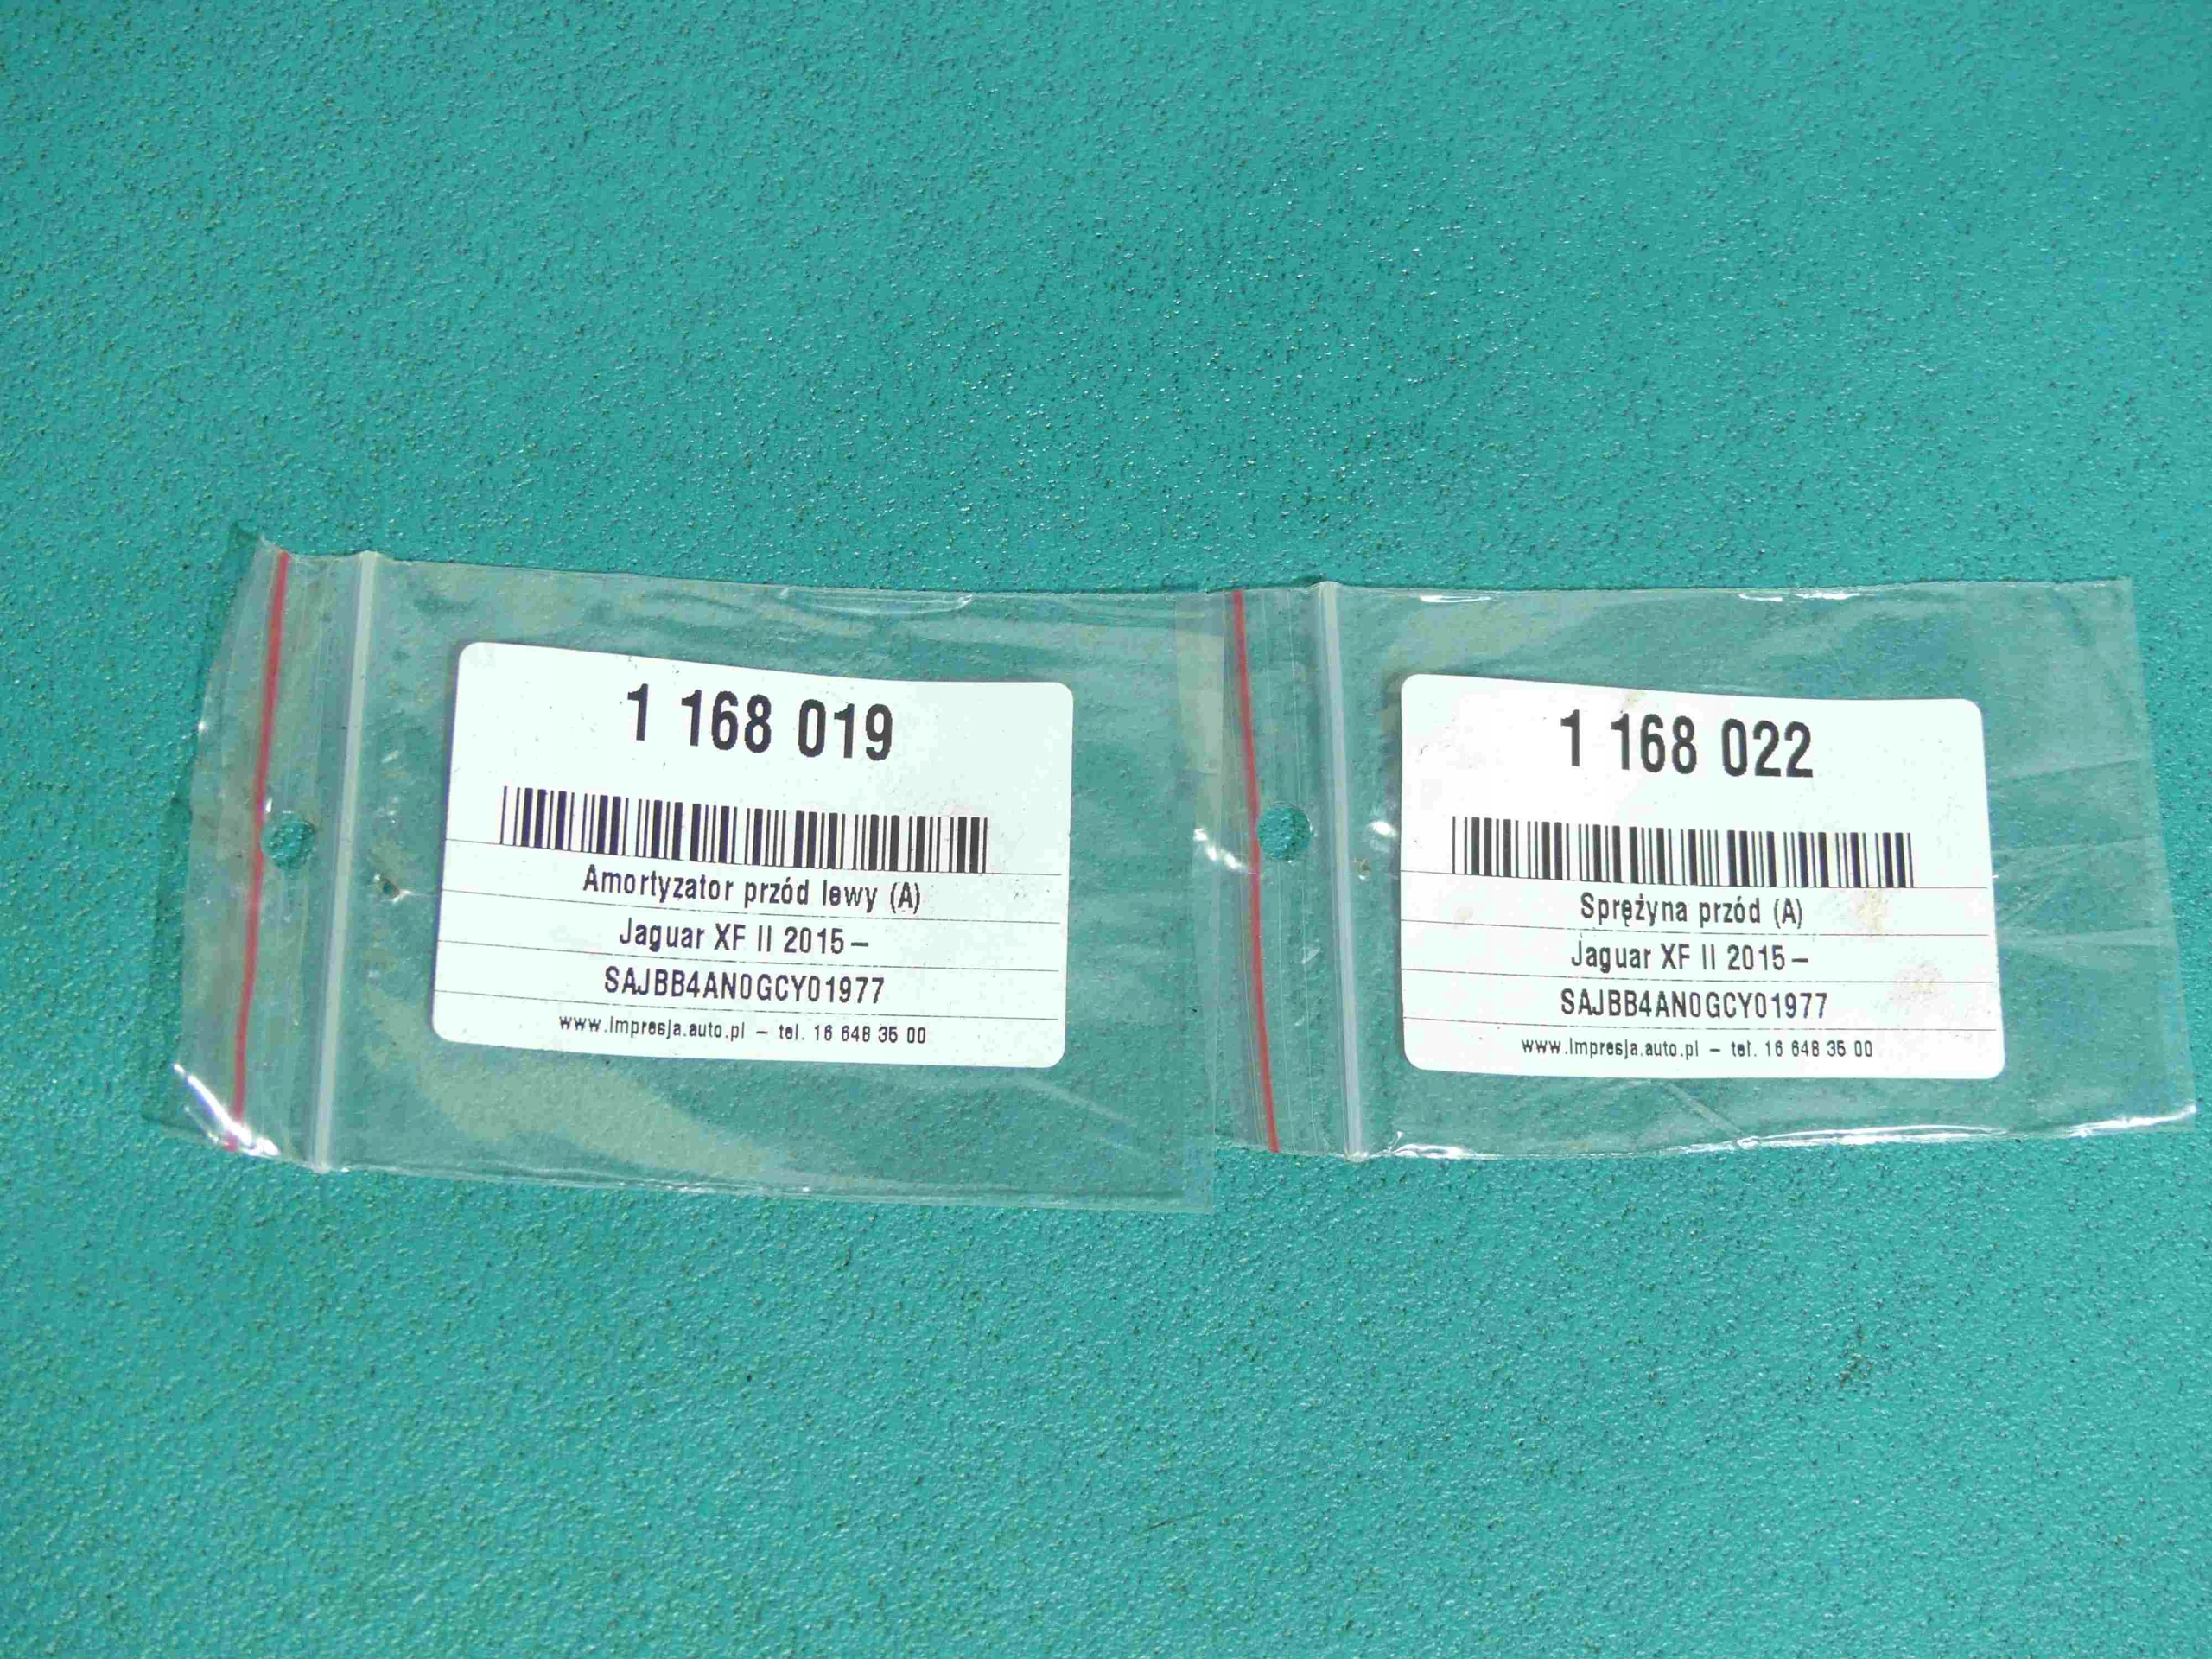 1 168 019
Amortyzator przód lewy (A)
Jaguar XF II 2015–
SAJBB4AN0GCY01977
www.impresja.auto.pl – tel. 16 648 35 00
1 168 022
Sprężyna przód (A)
Jaguar XF II 2015–
SAJBB4AN0GCY01977
www.impresja.auto.pl – tel. 16 648 35 00